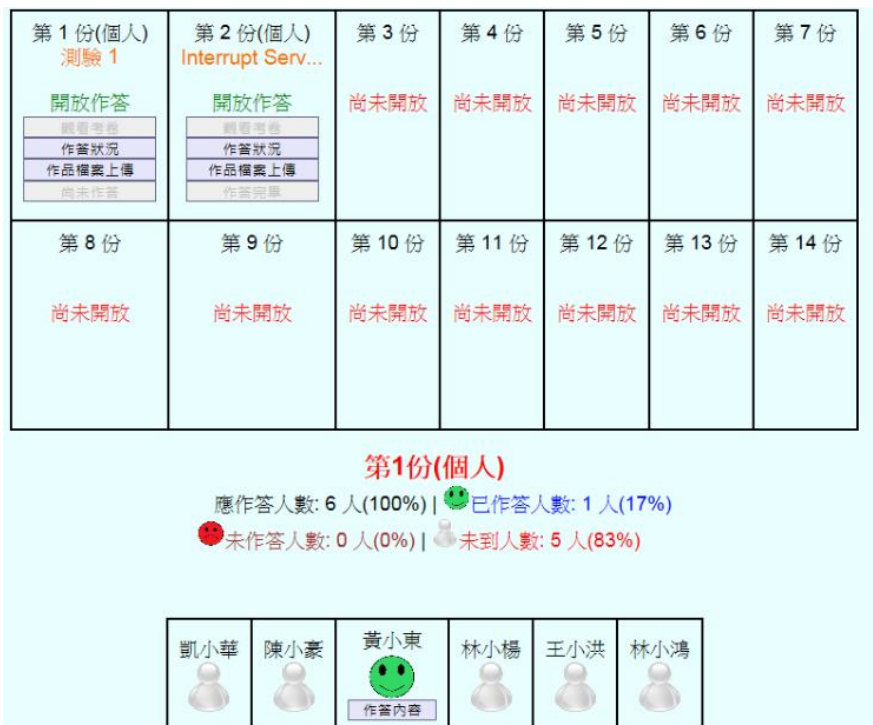 第 1 份(個人)
測驗 1
開放作答
觀看考卷
作答狀況
作品檔案上傳
尚未作答
第 2 份(個人)
Interrupt Serv...
開放作答
觀看考卷
作答狀況
作品檔案上傳
作答完畢
第 3 份
尚未開放
第 4 份
尚未開放
第 5 份
尚未開放
第 6 份
尚未開放
第 7 份
尚未開放
第 8 份
尚未開放
第 9 份
尚未開放
第 10 份
尚未開放
第 11 份
尚未開放
第 12 份
尚未開放
第 13 份
尚未開放
第 14 份
尚未開放
第1份(個人)
應作答人數: 6 人(100%) | 已作答人數: 1 人(17%)
未作答人數: 0 人(0%) | 未到人數: 5 人(83%)
凱小華
陳小豪
黃小東
作答內容
林小楊
王小洪
林小鴻